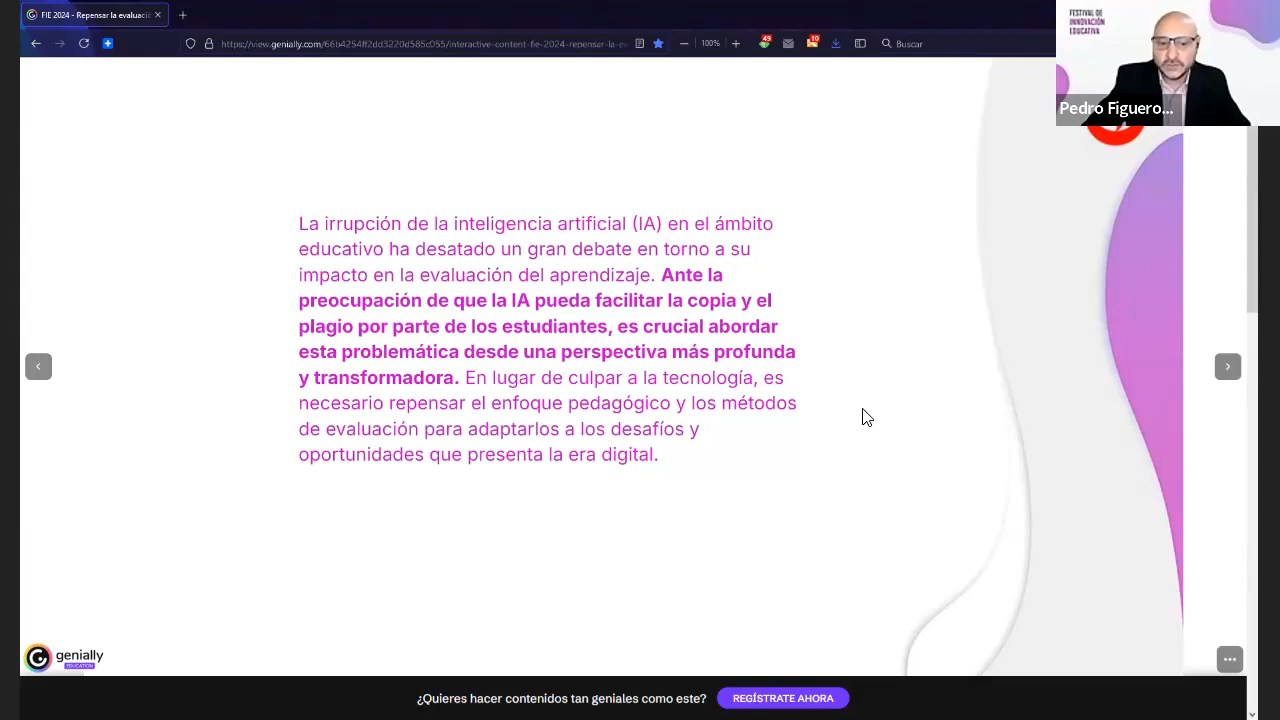 FIE 2024 - Repensar la evaluació
https://view.genially.com/66b4254ff2dd3220d585c055/interactive-content-fie-2024-repensar-la-ev
100%
49
10
Buscar
FESTIVAL DE
INNOVACIÓN
EDUCATIVA
Pedro Figuero...
La irrupción de la inteligencia artificial (IA) en el ámbito
educativo ha desatado un gran debate en torno a su
impacto en la evaluación del aprendizaje. Ante la
preocupación de que la IA pueda facilitar la copia y el
plagio por parte de los estudiantes, es crucial abordar
esta problemática desde una perspectiva más profunda
y transformadora. En lugar de culpar a la tecnología, es
necesario repensar el enfoque pedagógico y los métodos
de evaluación para adaptarlos a los desafíos y
oportunidades que presenta la era digital.
genially
EDUCATION
¿Quieres hacer contenidos tan geniales como este?
REGÍSTRATE AHORA